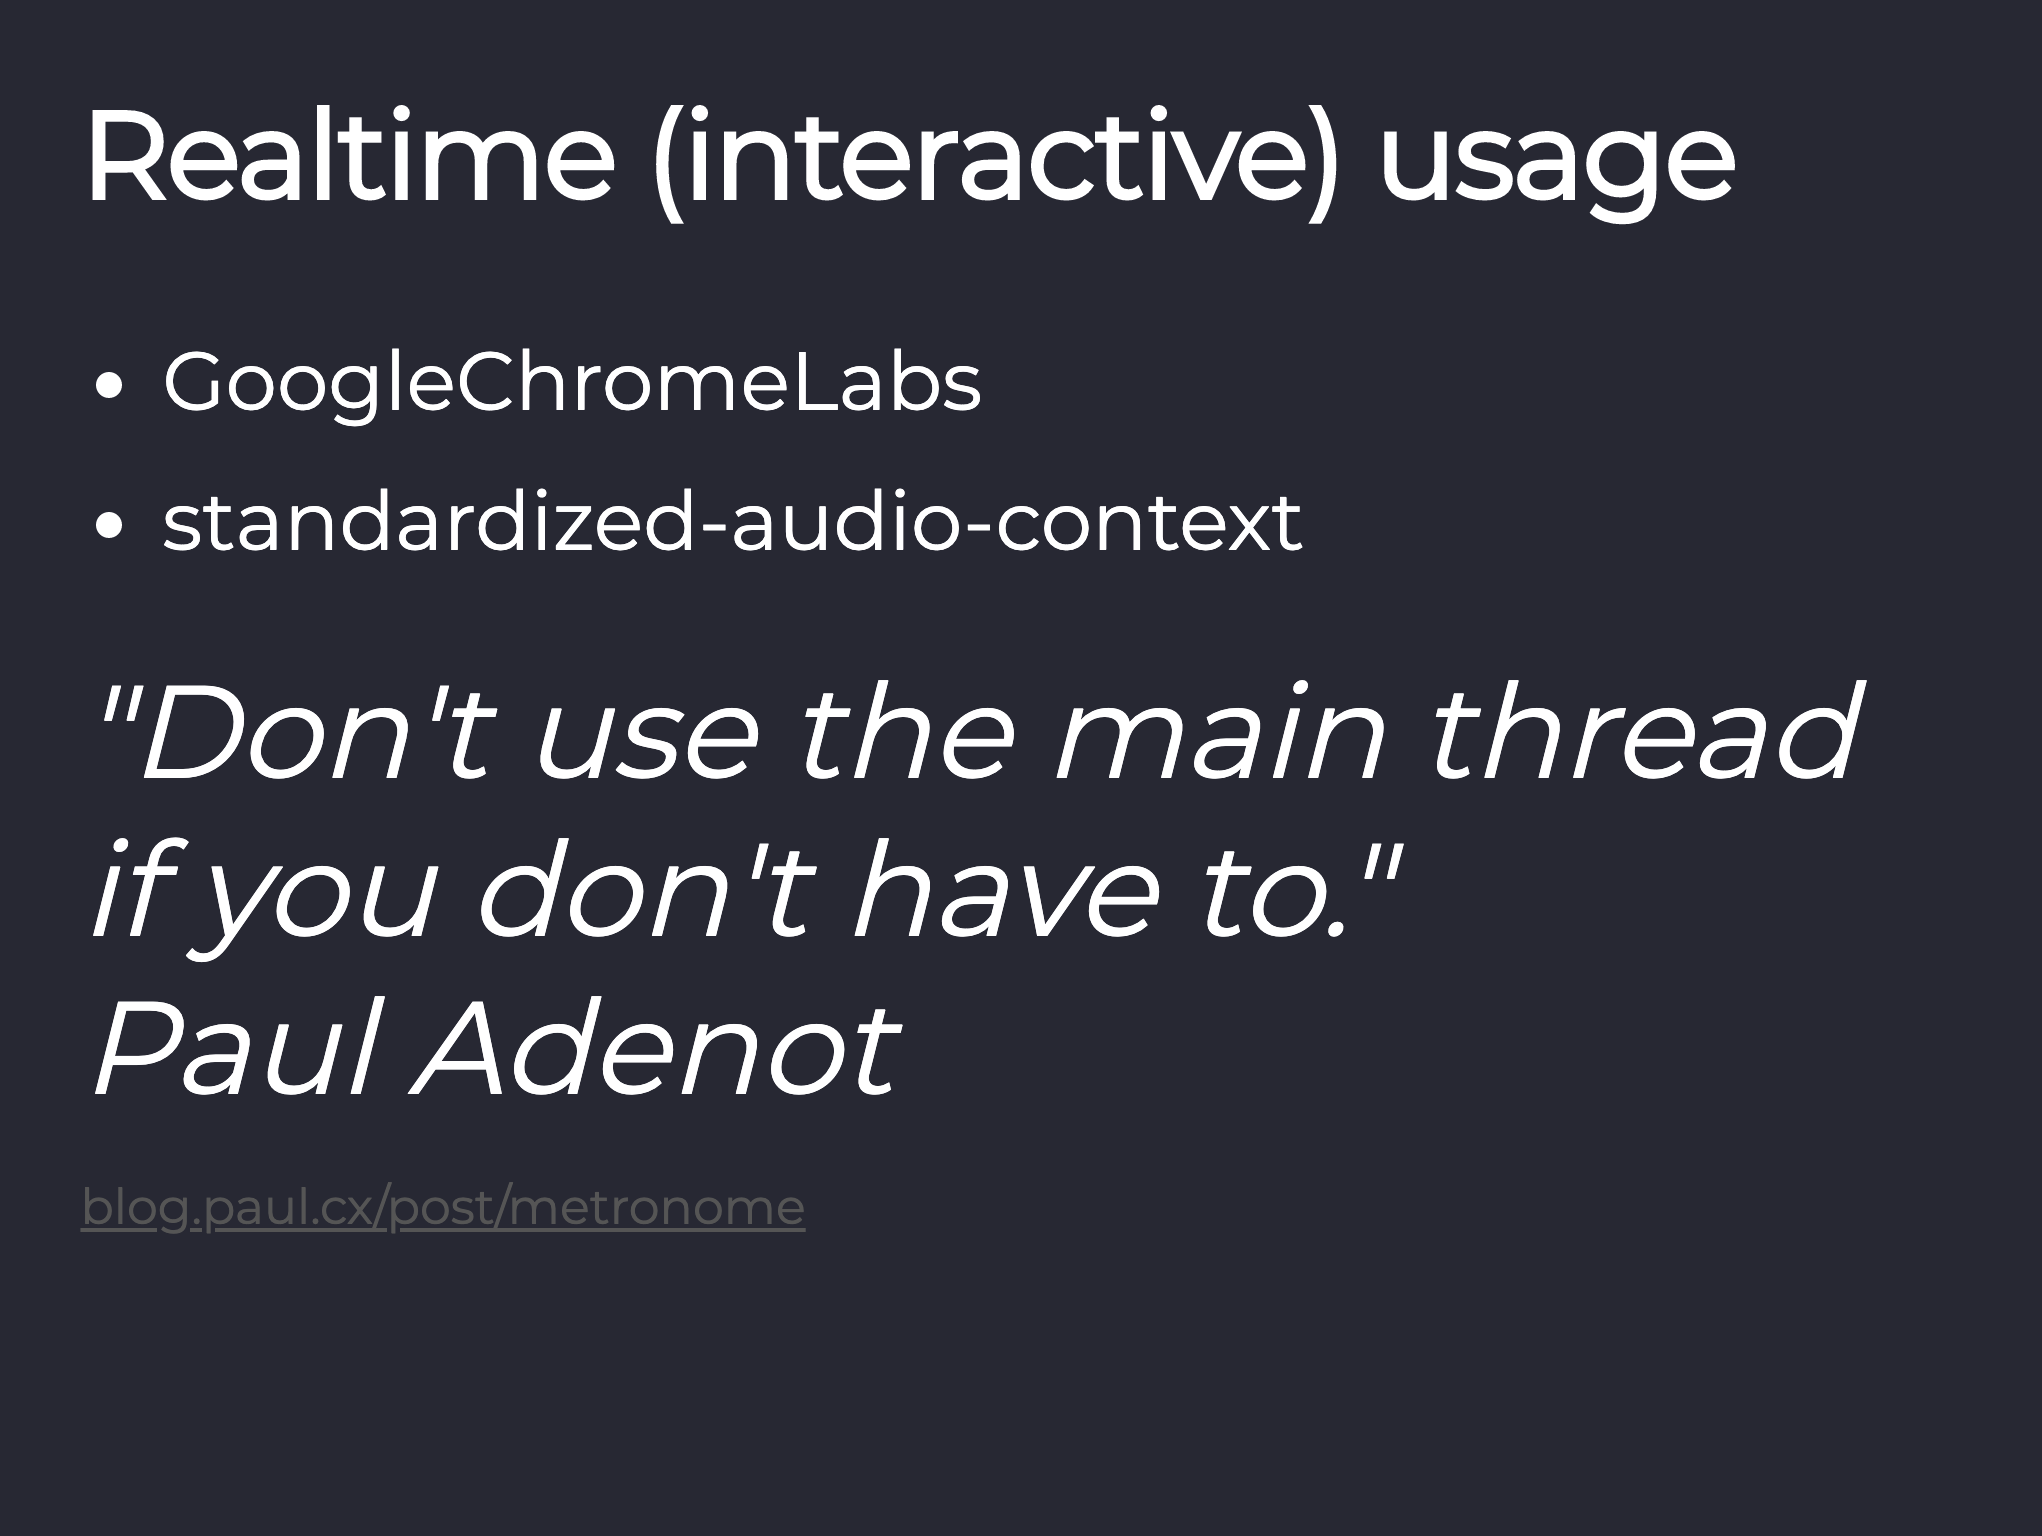 Realtime (interactive) usage
• GoogleChromeLabs
• standardized-audio-context
"Don't use the main thread
if you don't have to."
Paul Adenot
blog.paul.cx/post/metronome